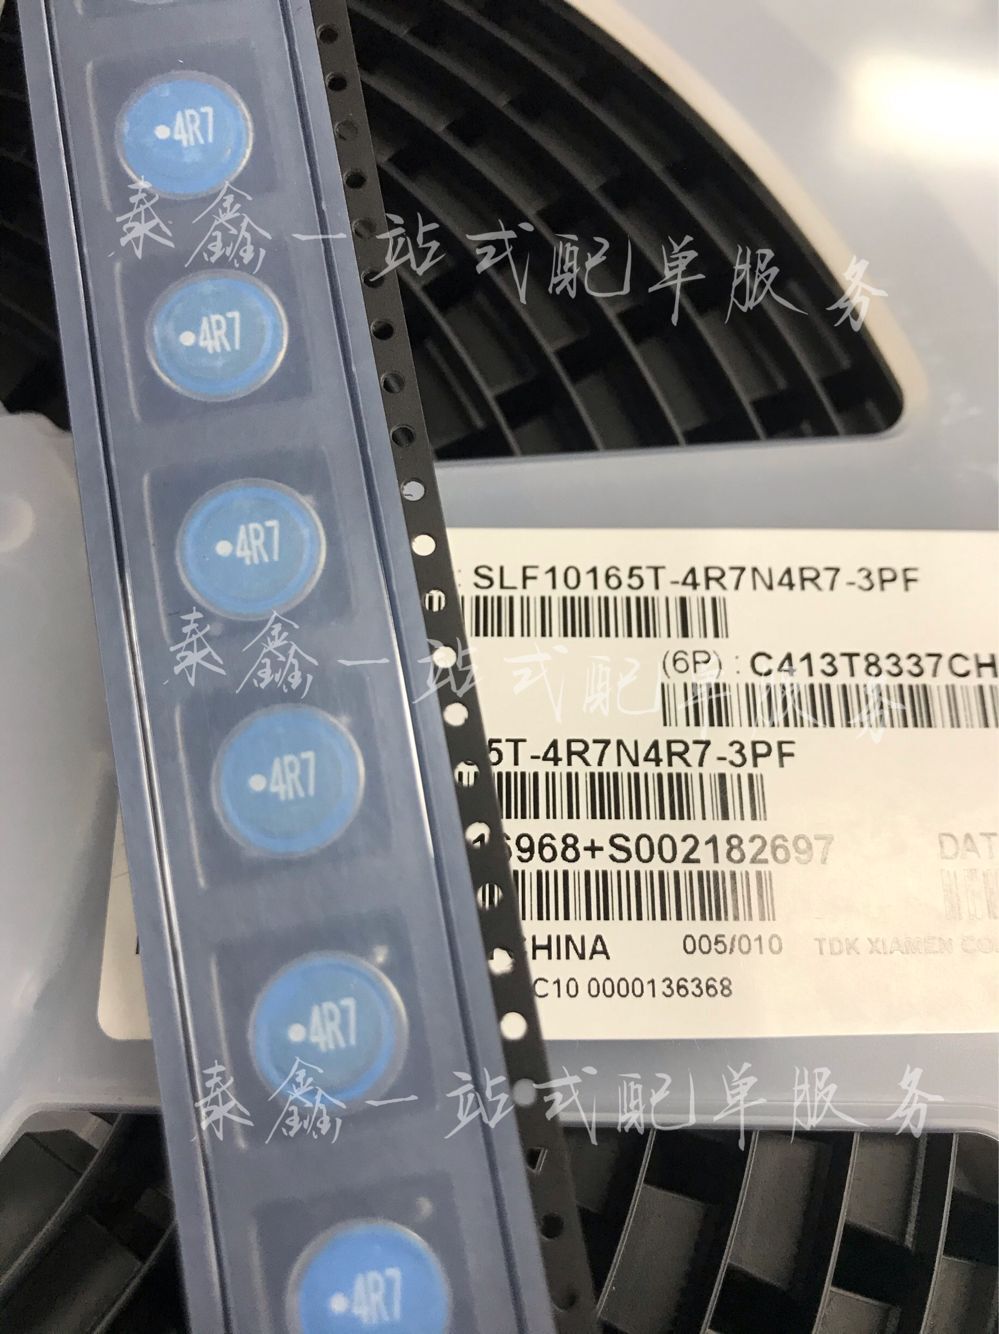 4R7
泰鑫一站式配单服务
4R7
4R7
: SLF10165T-4R7N4R7-3PF
泰鑫一站式配单服务
(6P) : C413T8337CH
5T-4R7N4R7-3PF
4R7
6968+S002182697
DAT
CHINA 005/010 TDK XIAMEN CO.
C10 0000136368
4R7
泰鑫一站式配单服务
4R7